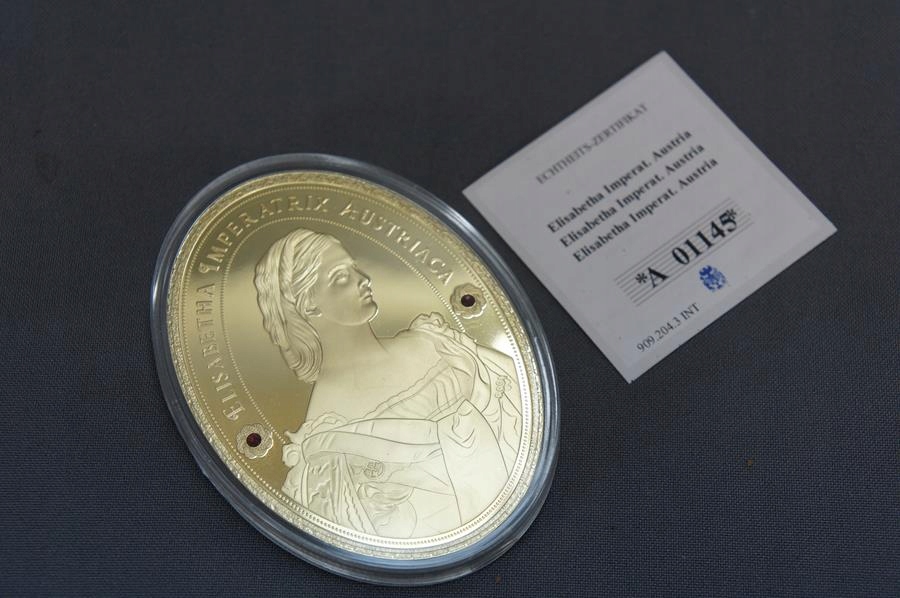 ELISABETHA IMPERATRIX AUSTRIACA
ECHTHEITS-ZERTIFIKAT
Elisabetha Imperat. Austria
Elisabetha Imperat. Austria
Elisabetha Imperat. Austria
*A 01145*
909.204.3 INT